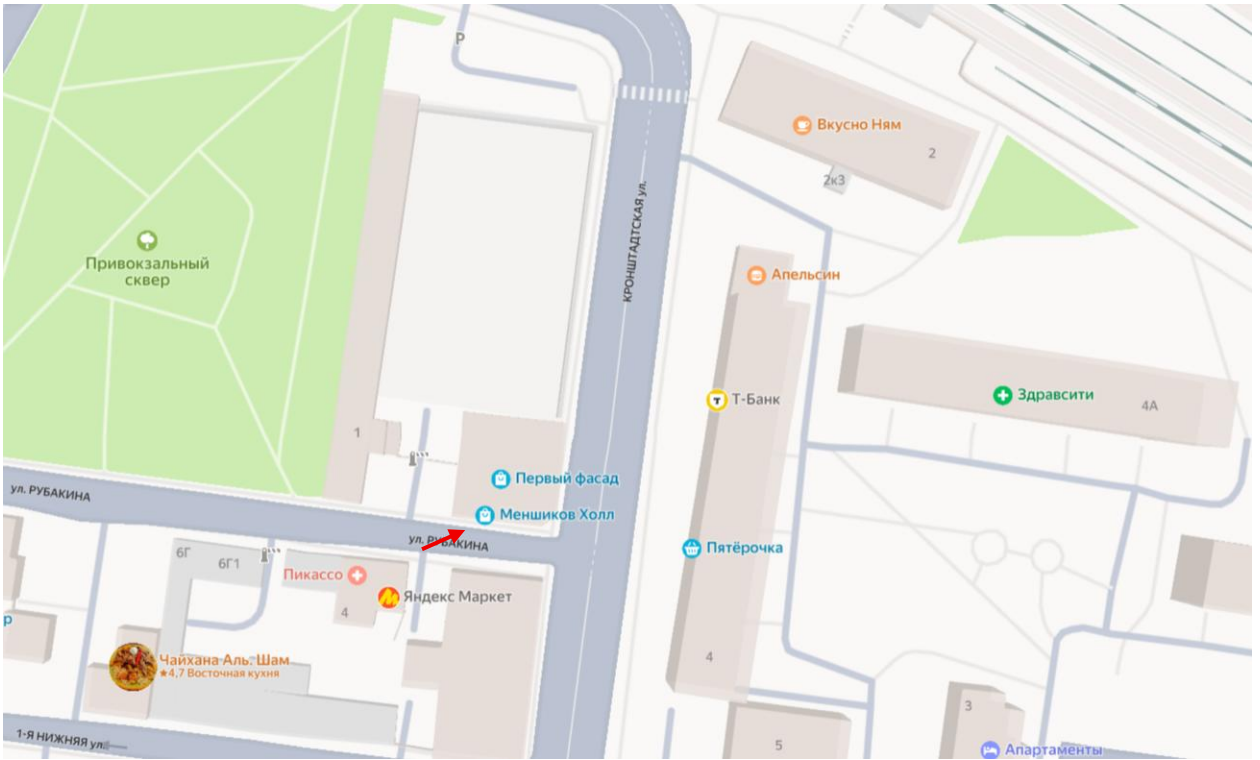 P
Вкусно Ням
2
2к3
КРОНШТАДТСКАЯ ул.
Привокзальный
сквер
Апельсин
Т
Т-Банк
Здравсити
4А
1
Первый фасад
ул. РУБАКИНА
Меншиков Холл
ул. РУБАКИНА
Пятёрочка
6Г
6Г1
Пикассо
Яндекс Маркет
4
р
Чайхана Аль. Шам
★4,7 Восточная кухня
4
3
1-Я НИЖНЯЯ ул.
5
Апартаменты